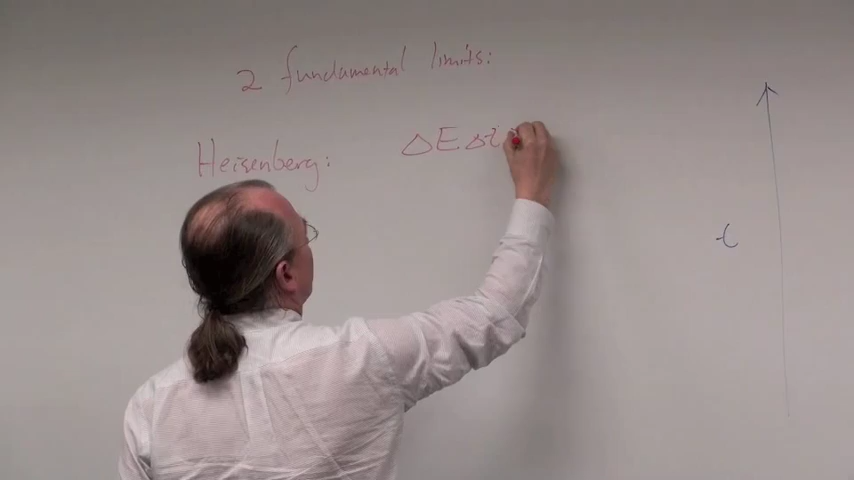 2 fundamental limits:
Heisenberg: ΔE Δt
t